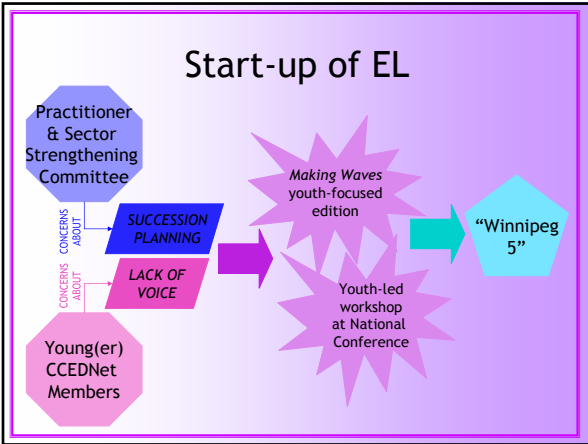 Start-up of EL
Practitioner
& Sector
Strengthening
Committee
CONCERNS
ABOUT
SUCCESSION
PLANNING
CONCERNS
ABOUT
LACK OF
VOICE
Young(er)
CCEDNet
Members
Making Waves
youth-focused
edition
Youth-led
workshop
at National
Conference
“Winnipeg
5”